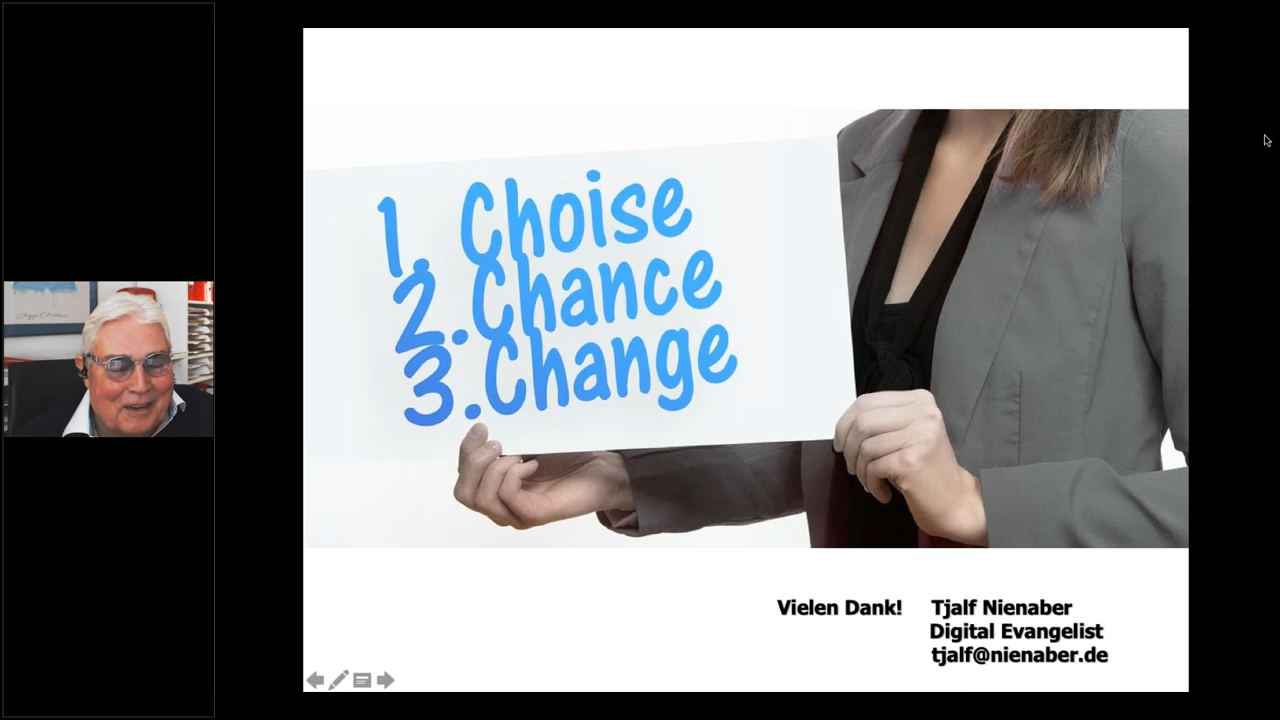 1. Choise
2. Chance
3. Change
Vielen Dank! Tjalf Nienaber
Digital Evangelist
tjalf@nienaber.de